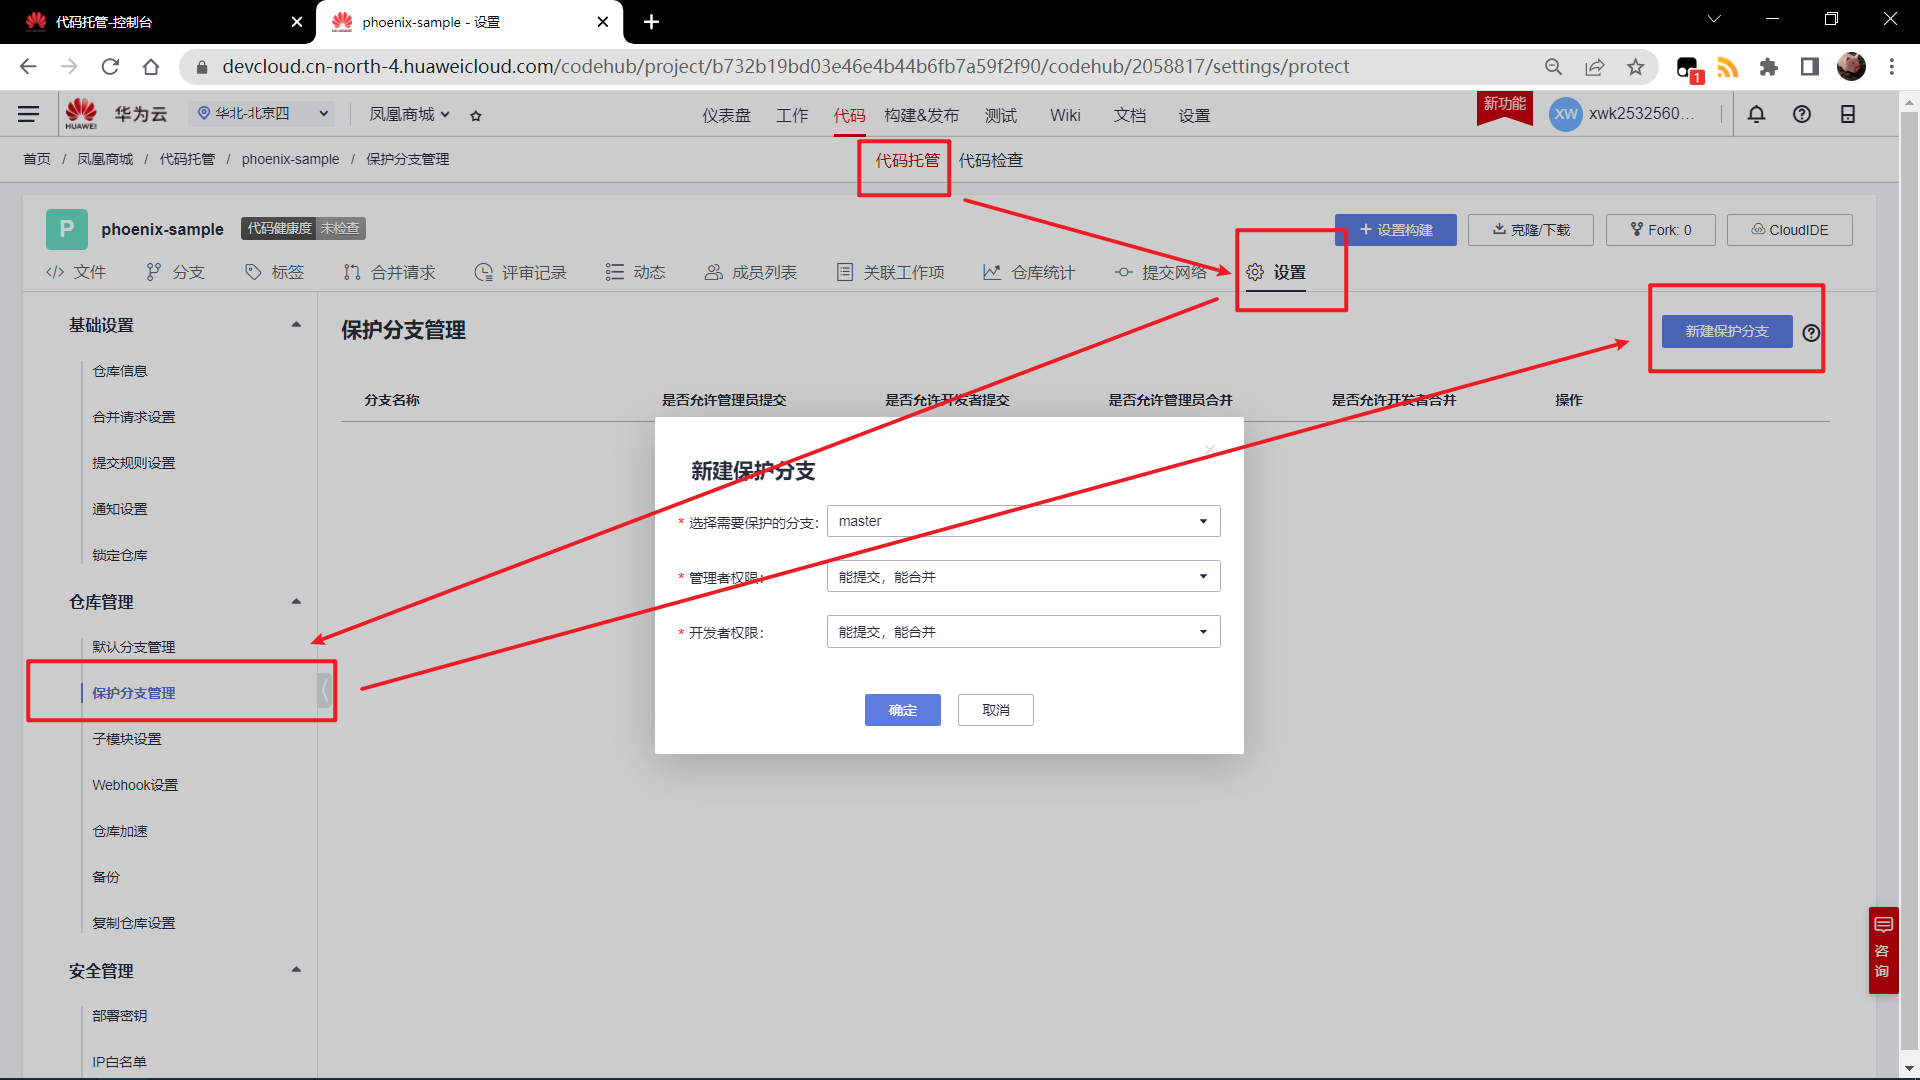 代码托管-控制台
phoenix-sample - 设置
devcloud.cn-north-4.huaweicloud.com/codehub/project/b732b19bd03e46e4b44b6fb7a59f2f90/codehub/2058817/settings/protect
1
HUAWEI
华为云
华北-北京四
凤凰商城
仪表盘
工作
代码
构建&发布
测试
Wiki
文档
设置
新功能
XW
xwk2532560...
首页 / 凤凰商城 / 代码托管 / phoenix-sample / 保护分支管理
代码托管
代码检查
P
phoenix-sample
代码健康度 未检查
+ 设置构建
克隆/下载
Fork: 0
CloudIDE
文件
分支
标签
合并请求
评审记录
动态
成员列表
关联工作项
仓库统计
提交网络
设置
基础设置
仓库信息
合并请求设置
提交规则设置
通知设置
锁定仓库
仓库管理
默认分支管理
保护分支管理
子模块设置
Webhook设置
仓库加速
备份
复制仓库设置
安全管理
部署密钥
IP白名单
保护分支管理
新建保护分支
分支名称
是否允许管理员提交
是否允许开发者提交
是否允许管理员合并
是否允许开发者合并
操作
新建保护分支
* 选择需要保护的分支：
master
* 管理者权限：
能提交，能合并
* 开发者权限：
能提交，能合并
确定
取消
咨
询